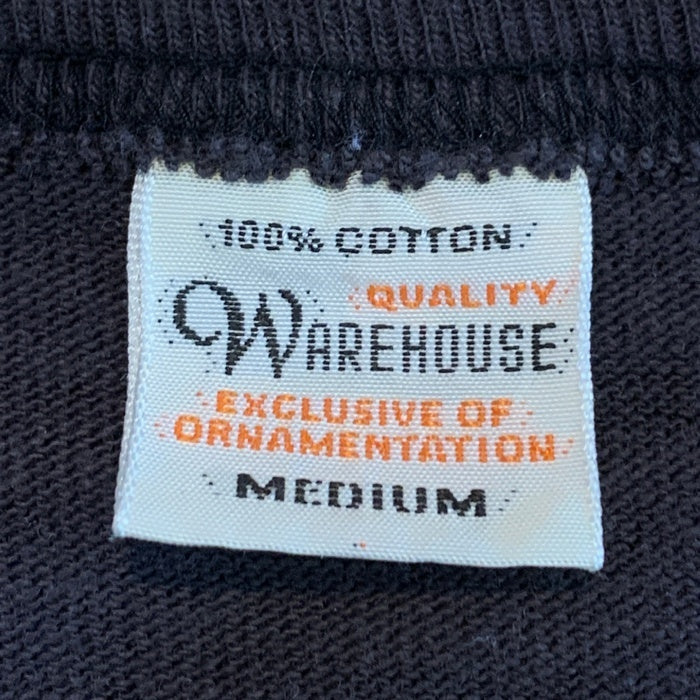 100% COTTON
QUALITY
WAREHOUSE
EXCLUSIVE OF
ORNAMENTATION
MEDIUM